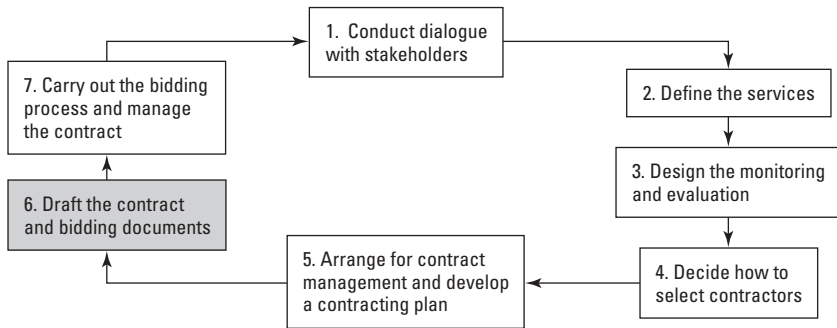 1. Conduct dialogue
with stakeholders
2. Define the services
3. Design the monitoring
and evaluation
4. Decide how to
select contractors
5. Arrange for contract
management and develop
a contracting plan
6. Draft the contract
and bidding documents
7. Carry out the bidding
process and manage
the contract